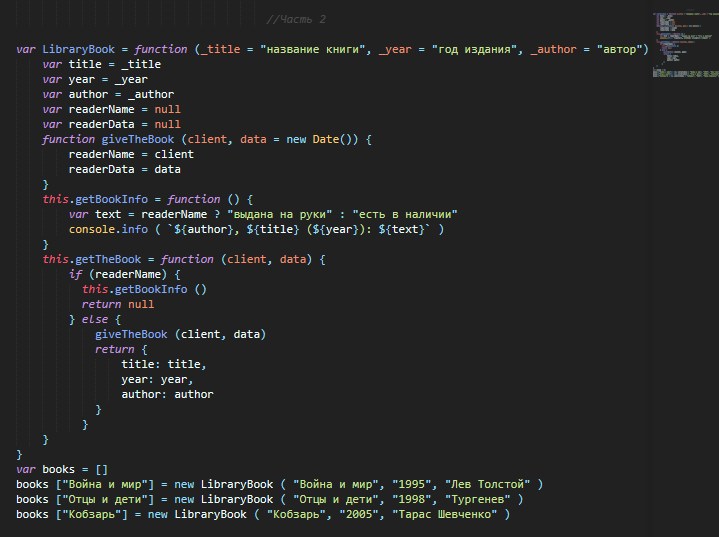 //Часть 2
var LibraryBook = function (_title = "название книги", _year = "год издания", _author = "автор")
    var title = _title
    var year = _year
    var author = _author
    var readerName = null
    var readerData = null
    function giveTheBook (client, data = new Date()) {
        readerName = client
        readerData = data
    }
    this.getBookInfo = function () {
        var text = readerName ? "выдана на руки" : "есть в наличии"
        console.info ( `${author}, ${title} (${year}): ${text}` )
    }
    this.getTheBook = function (client, data) {
        if (readerName) {
          this.getBookInfo ()
          return null
        } else {
            giveTheBook (client, data)
            return {
                title: title,
                year: year,
                author: author
            }
          }
    }
}
var books = []
books ["Война и мир"] = new LibraryBook ( "Война и мир", "1995", "Лев Толстой" )
books ["Отцы и дети"] = new LibraryBook ( "Отцы и дети", "1998", "Тургенев" )
books ["Кобзарь"] = new LibraryBook ( "Кобзарь", "2005", "Тарас Шевченко" )